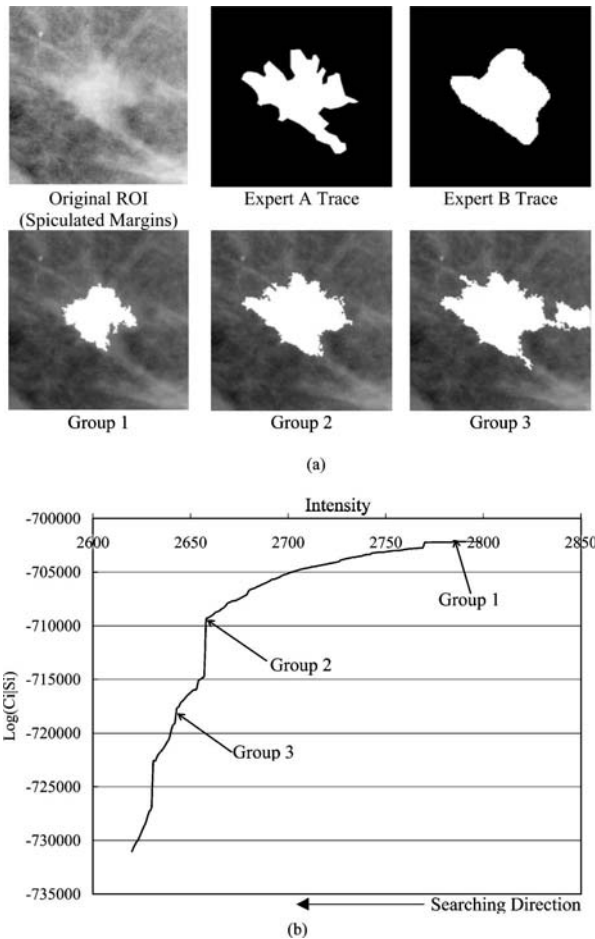 Original ROI
(Spiculated Margins)
Expert A Trace
Expert B Trace
Group 1
Group 2
Group 3
(a)
Intensity
-700000
2600
2650
2700
2750
2800
2850
-705000
Group 1
-710000
Group 2
-715000
Log(Ci|Si)
-720000
Group 3
-725000
-730000
-735000
Searching Direction
(b)